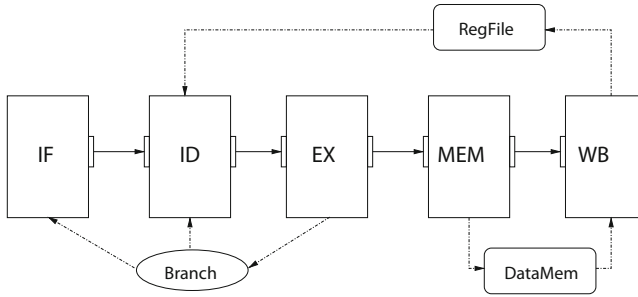 RegFile
IF
ID
EX
MEM
WB
Branch
DataMem